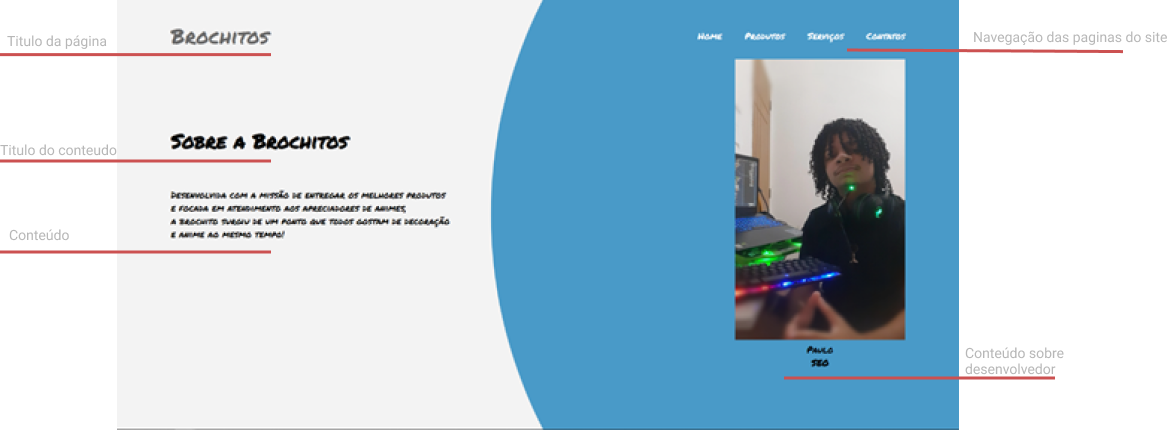 Titulo da página
BROCHITOS
HOME PRODUTOS SERVIÇOS CONTATOS
Navegação das paginas do site
Titulo do conteudo
SOBRE A BROCHITOS
Conteúdo
DESENVOLVIDA COM A MISSÃO DE ENTREGAR OS MELHORES PRODUTOS
E FOCADA EM ATENDIMENTO AOS APRECIADORES DE ANIMES,
A BROCHITO SURGIU DE UM PONTO QUE TODOS GOSTAM DE DECORAÇÃO
E ANIME AO MESMO TEMPO!
PAULO
SEO
Conteúdo sobre
desenvolvedor